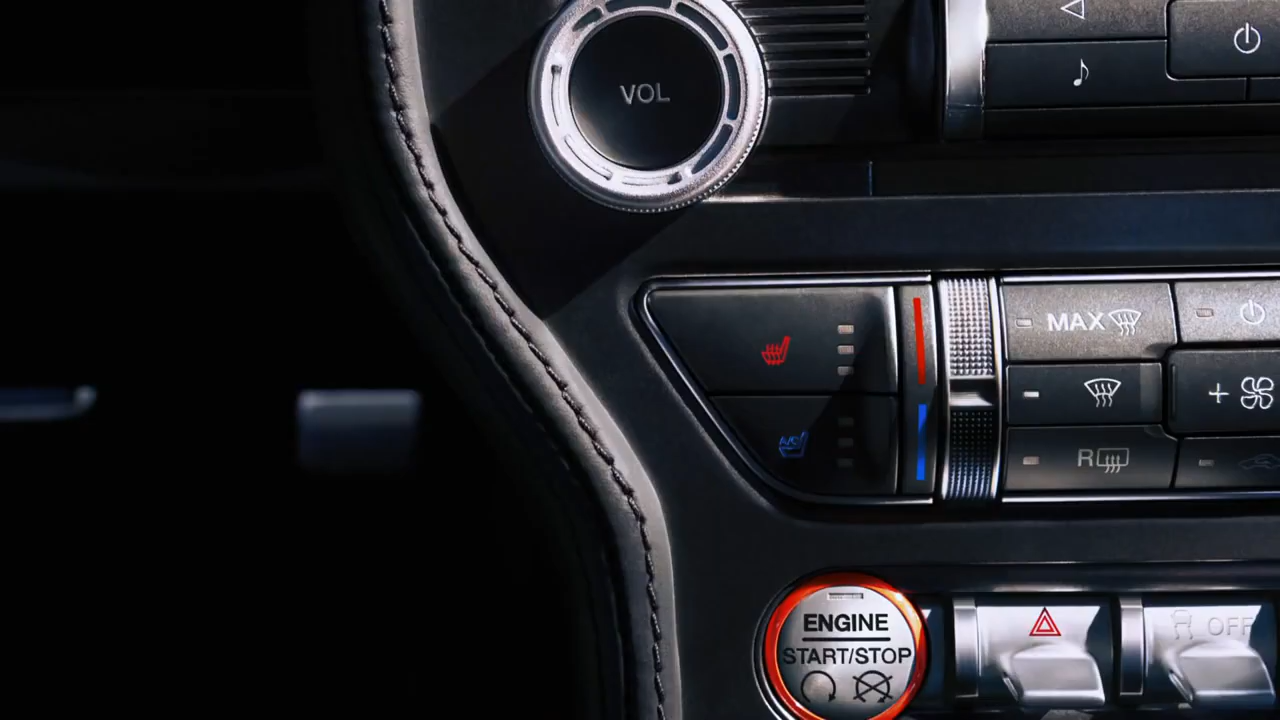 VOL
MAX
A/C
R
ENGINE
START/STOP
OFF